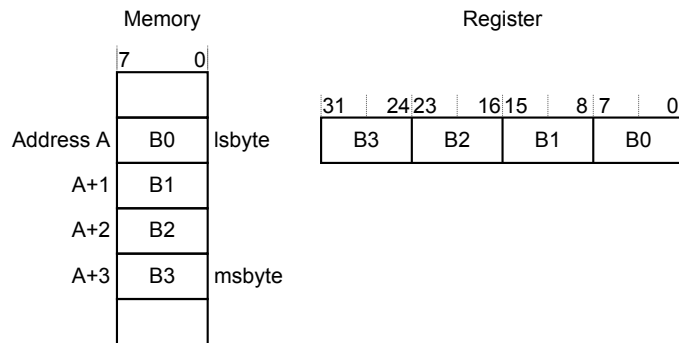 Memory
Register
7 0
31 24 23 16 15 8 7 0
Address A B0 lsbyte
B3 B2 B1 B0
A+1 B1
A+2 B2
A+3 B3 msbyte